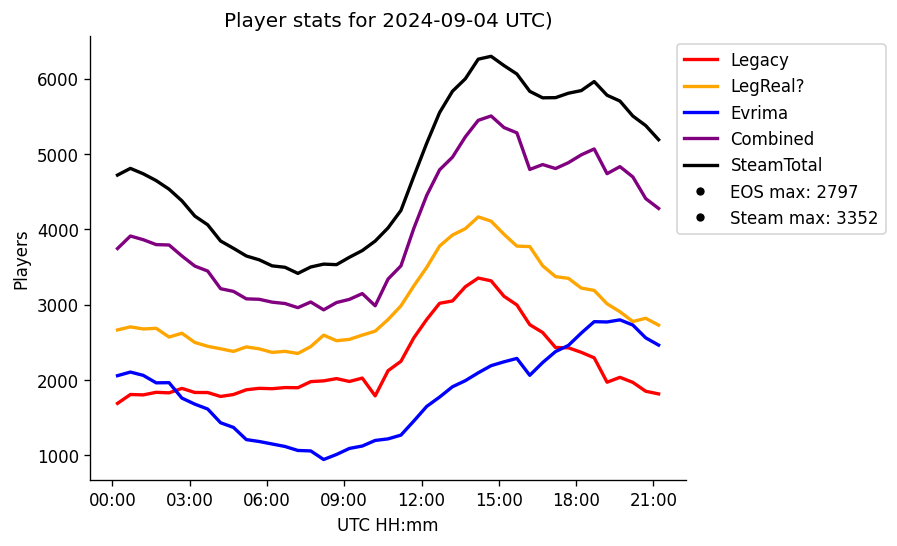 Player stats for 2024-09-04 UTC)
Legacy
LegReal?
Evrima
Combined
SteamTotal
EOS max: 2797
Steam max: 3352
Players
6000
5000
4000
3000
2000
1000
00:00 03:00 06:00 09:00 12:00 15:00 18:00 21:00
UTC HH:mm